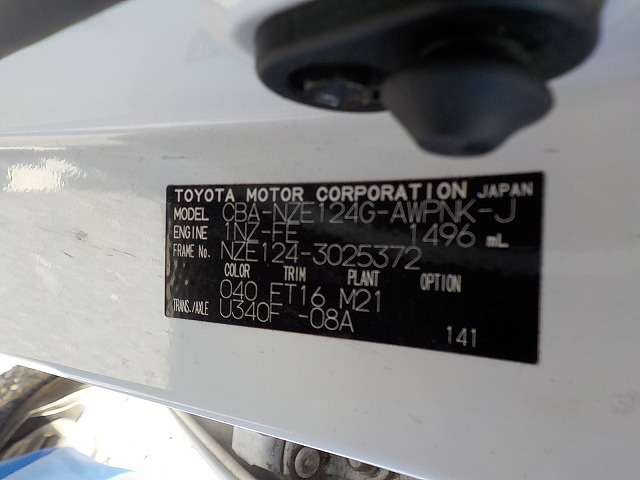 TOYOTA MOTOR CORPORATION JAPAN
MODEL CBA-NZE124G-AWPNK-J
ENGINE 1NZ-FE 1496 mL
FRAME No. NZE124-3025372
COLOR TRIM PLANT OPTION
040 FT16 M21
TRANS./AXLE U340F -08A
141